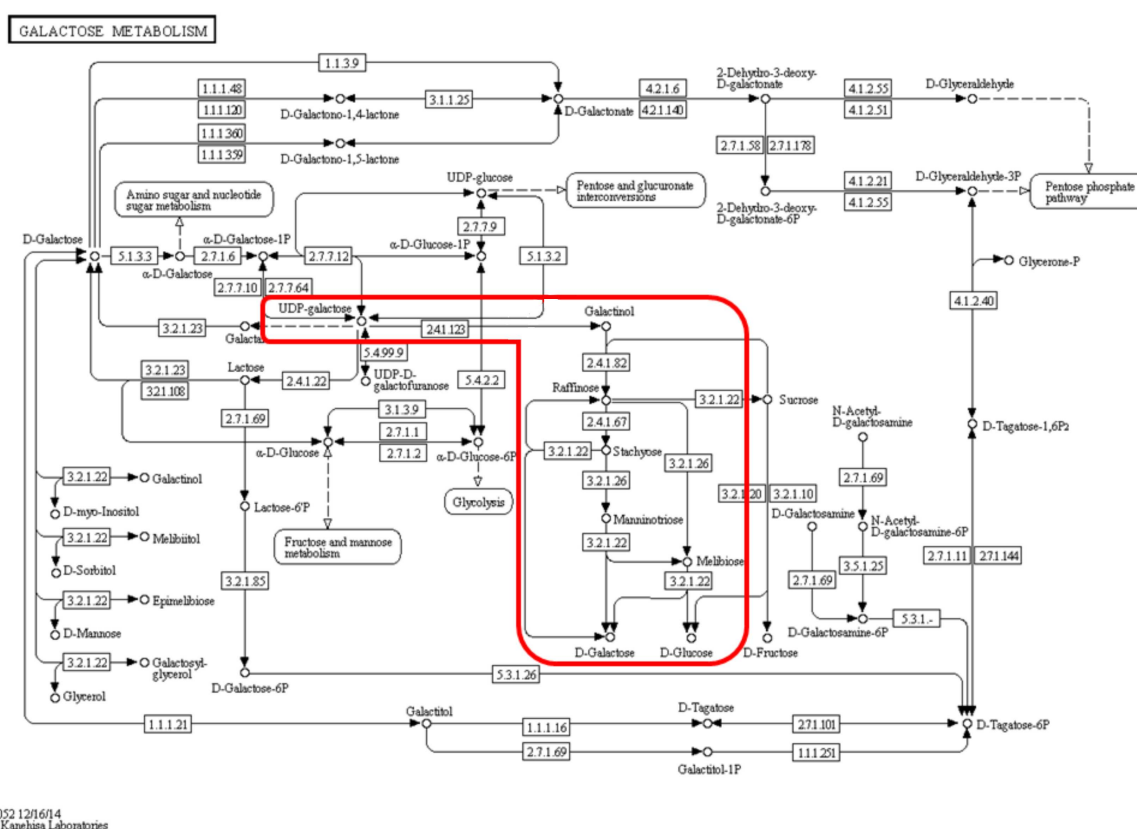 GALACTOSE METABOLISM
1.1.3.9
1.1.1.48
1.1.1.120
D-Galactono-1,4-lactone
3.1.1.25
D-Galactonate
4.2.1.6
4.2.1.140
2-Dehydro-3-deoxy-
D-galactonate
4.1.2.55
4.1.2.51
D-Glyceraldehyde
1.1.1.360
1.1.1.359
D-Galactono-1,5-lactone
2.7.1.58
2.7.1.178
UDP-glucose
Pentose and glucuronate
interconversions
Amino sugar and nucleotide
sugar metabolism
2-Dehydro-3-deoxy-
D-galactonate-6P
4.1.2.21
4.1.2.55
D-Glyceraldehyde-3P
Pentose phosphate
pathway
2.7.7.9
D-Galactose
5.1.3.3
α-D-Galactose
2.7.1.6
α-D-Galactose-1P
2.7.7.12
α-D-Glucose-1P
5.1.3.2
Glycerone-P
2.7.7.10
2.7.7.64
4.1.2.40
UDP-galactose
Galactinol
3.2.1.23
2.4.1.123
5.4.99.9
2.4.1.82
Lactose
3.2.1.23
3.2.1.108
2.4.1.22
UDP-D-
galactofuranose
5.4.2.2
Raffinose
3.2.1.22
Sucrose
2.7.1.69
3.1.3.9
2.7.1.1
2.7.1.2
α-D-Glucose
α-D-Glucose-6P
2.4.1.67
3.2.1.22
Stachyose
3.2.1.26
N-Acetyl-
D-galactosamine
D-Tagatose-1,6P2
3.2.1.22
Galactinol
D-myo-Inositol
Glycolysis
3.2.1.26
2.7.1.69
3.2.1.20
3.2.1.10
Lactose-6'P
Manninotriose
D-Galactosamine
N-Acetyl-
D-galactosamine-6P
3.2.1.22
Melibiitol
D-Sorbitol
Fructose and mannose
metabolism
3.2.1.22
Melibiose
2.7.1.11
2.7.1.144
3.2.1.85
3.2.1.22
2.7.1.69
3.5.1.25
3.2.1.22
Epimelibiose
D-Mannose
D-Galactosamine-6P
5.3.1.-
D-Galactose
D-Glucose
D-Fructose
3.2.1.22
Galactosyl-
glycerol
Glycerol
D-Galactose-6P
5.3.1.26
1.1.1.21
Galactitol
1.1.1.16
D-Tagatose
2.7.1.101
D-Tagatose-6P
2.7.1.69
Galactitol-1P
1.1.1.251
052 12/16/14
Kanehisa Laboratories